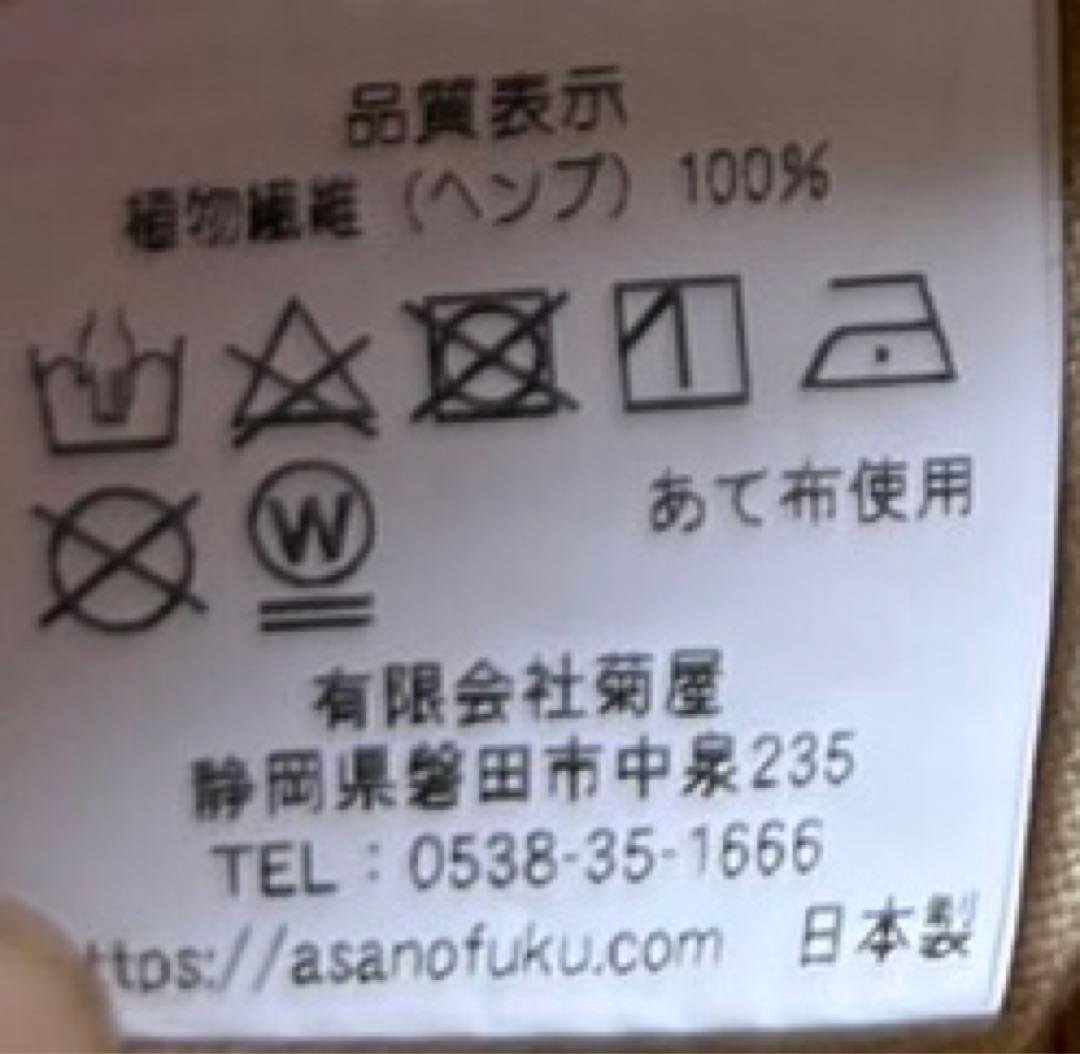 品質表示
植物繊維（ヘンプ） 100%
あて布使用
W
有限会社菊屋
静岡県磐田市中泉235
TEL：0538-35-1666
ttps://asanofuku.com 日本製